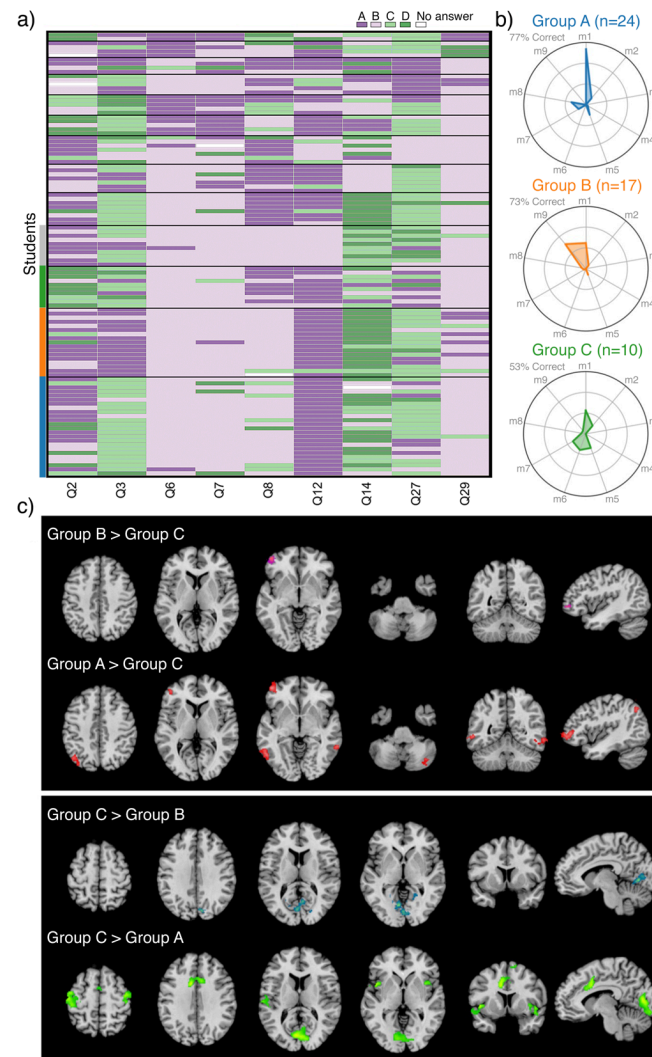 a)
A B C D No answer
Students
Q2 Q3 Q6 Q7 Q8 Q12 Q14 Q27 Q29
b)
Group A (n=24)
77% Correct
m1
m2
m4
m5
m6
m7
m8
m9
Group B (n=17)
73% Correct
m1
m2
m4
m5
m6
m7
m8
m9
Group C (n=10)
53% Correct
m1
m2
m4
m5
m6
m7
m8
m9
c)
Group B > Group C
Group A > Group C
Group C > Group B
Group C > Group A